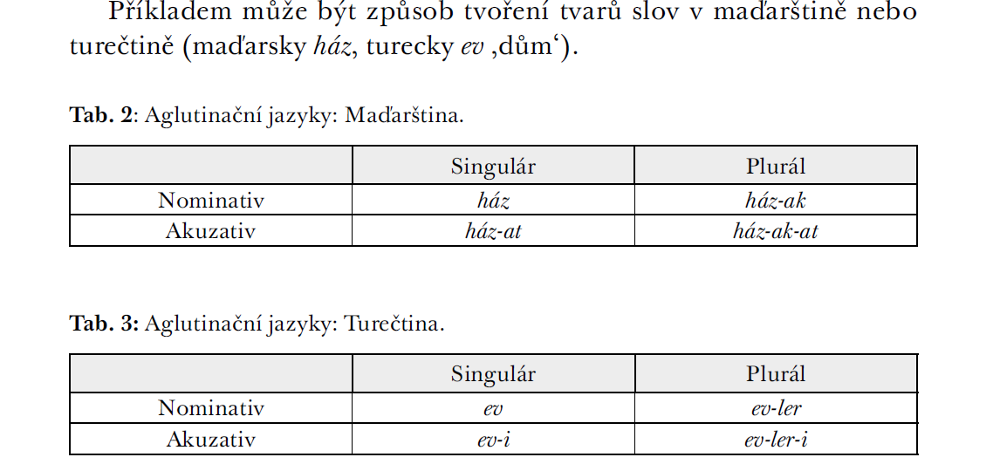 Příkladem může být způsob tvoření tvarů slov v maďarštině nebo
turečtině (maďarsky ház, turecky ev ‚dům‘).
Tab. 2: Aglutinační jazyky: Maďarština.
Singulár Plurál
Nominativ ház ház-ak
Akuzativ ház-at ház-ak-at
Tab. 3: Aglutinační jazyky: Turečtina.
Singulár Plurál
Nominativ ev ev-ler
Akuzativ ev-i ev-ler-i